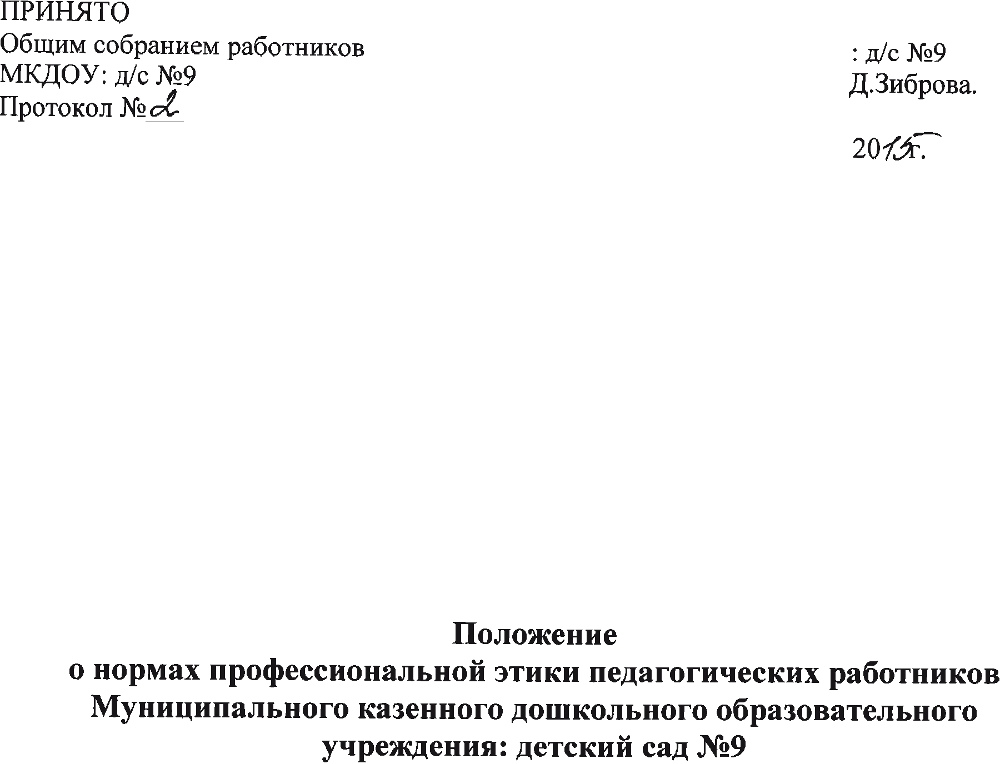 ПРИНЯТО
Общим собранием работников
МКДОУ: д/с №9
Протокол №2
: д/с №9
Д.Зиброва.
2015г.
Положение
о нормах профессиональной этики педагогических работников
Муниципального казенного дошкольного образовательного
учреждения: детский сад №9